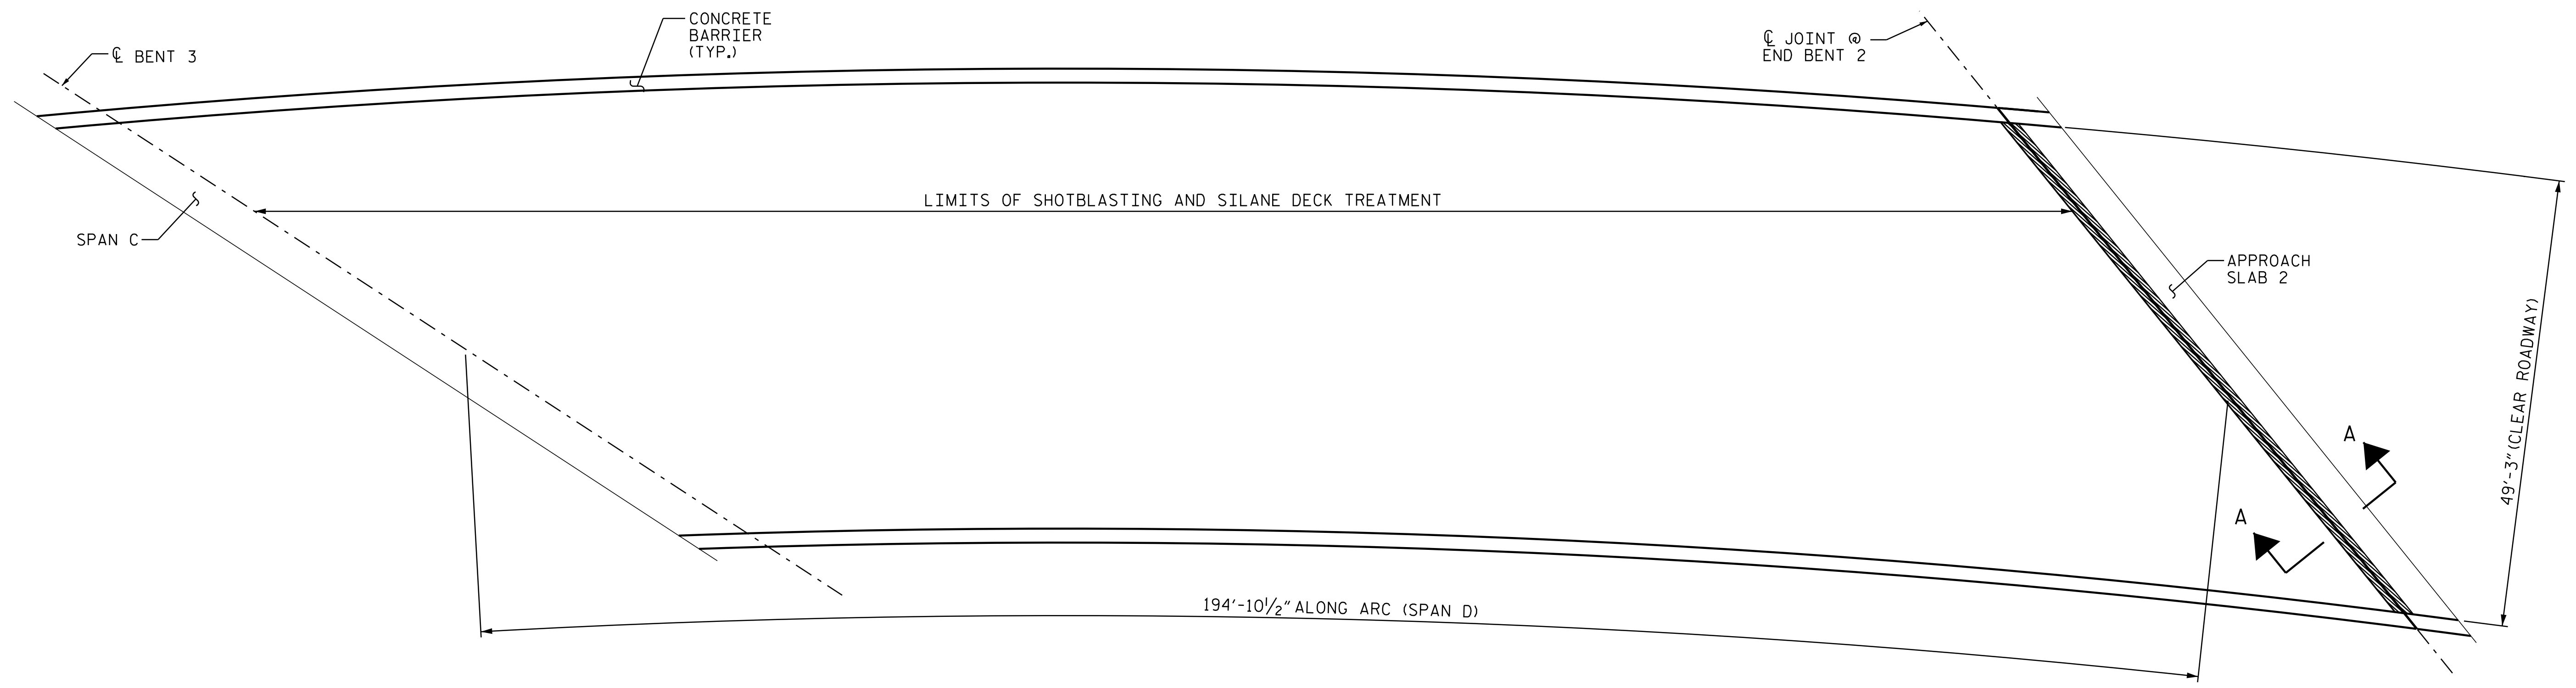 CONCRETE
BARRIER
(TYP.)
℄ BENT 3
℄ JOINT @
END BENT 2
LIMITS OF SHOTBLASTING AND SILANE DECK TREATMENT
SPAN C
APPROACH
SLAB 2
49'-3" (CLEAR ROADWAY)
A
A
194'-10½" ALONG ARC (SPAN D)